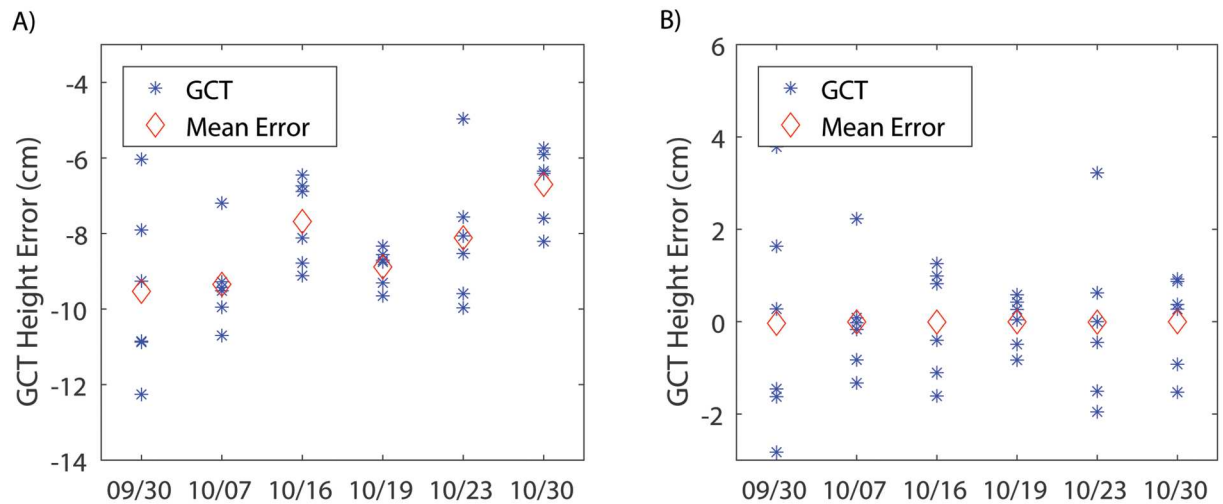 A)
GCT Height Error (cm)
-4
-6
-8
-10
-12
-14
GCT
Mean Error
09/30 10/07 10/16 10/19 10/23 10/30
B)
GCT Height Error (cm)
6
4
2
0
-2
GCT
Mean Error
09/30 10/07 10/16 10/19 10/23 10/30